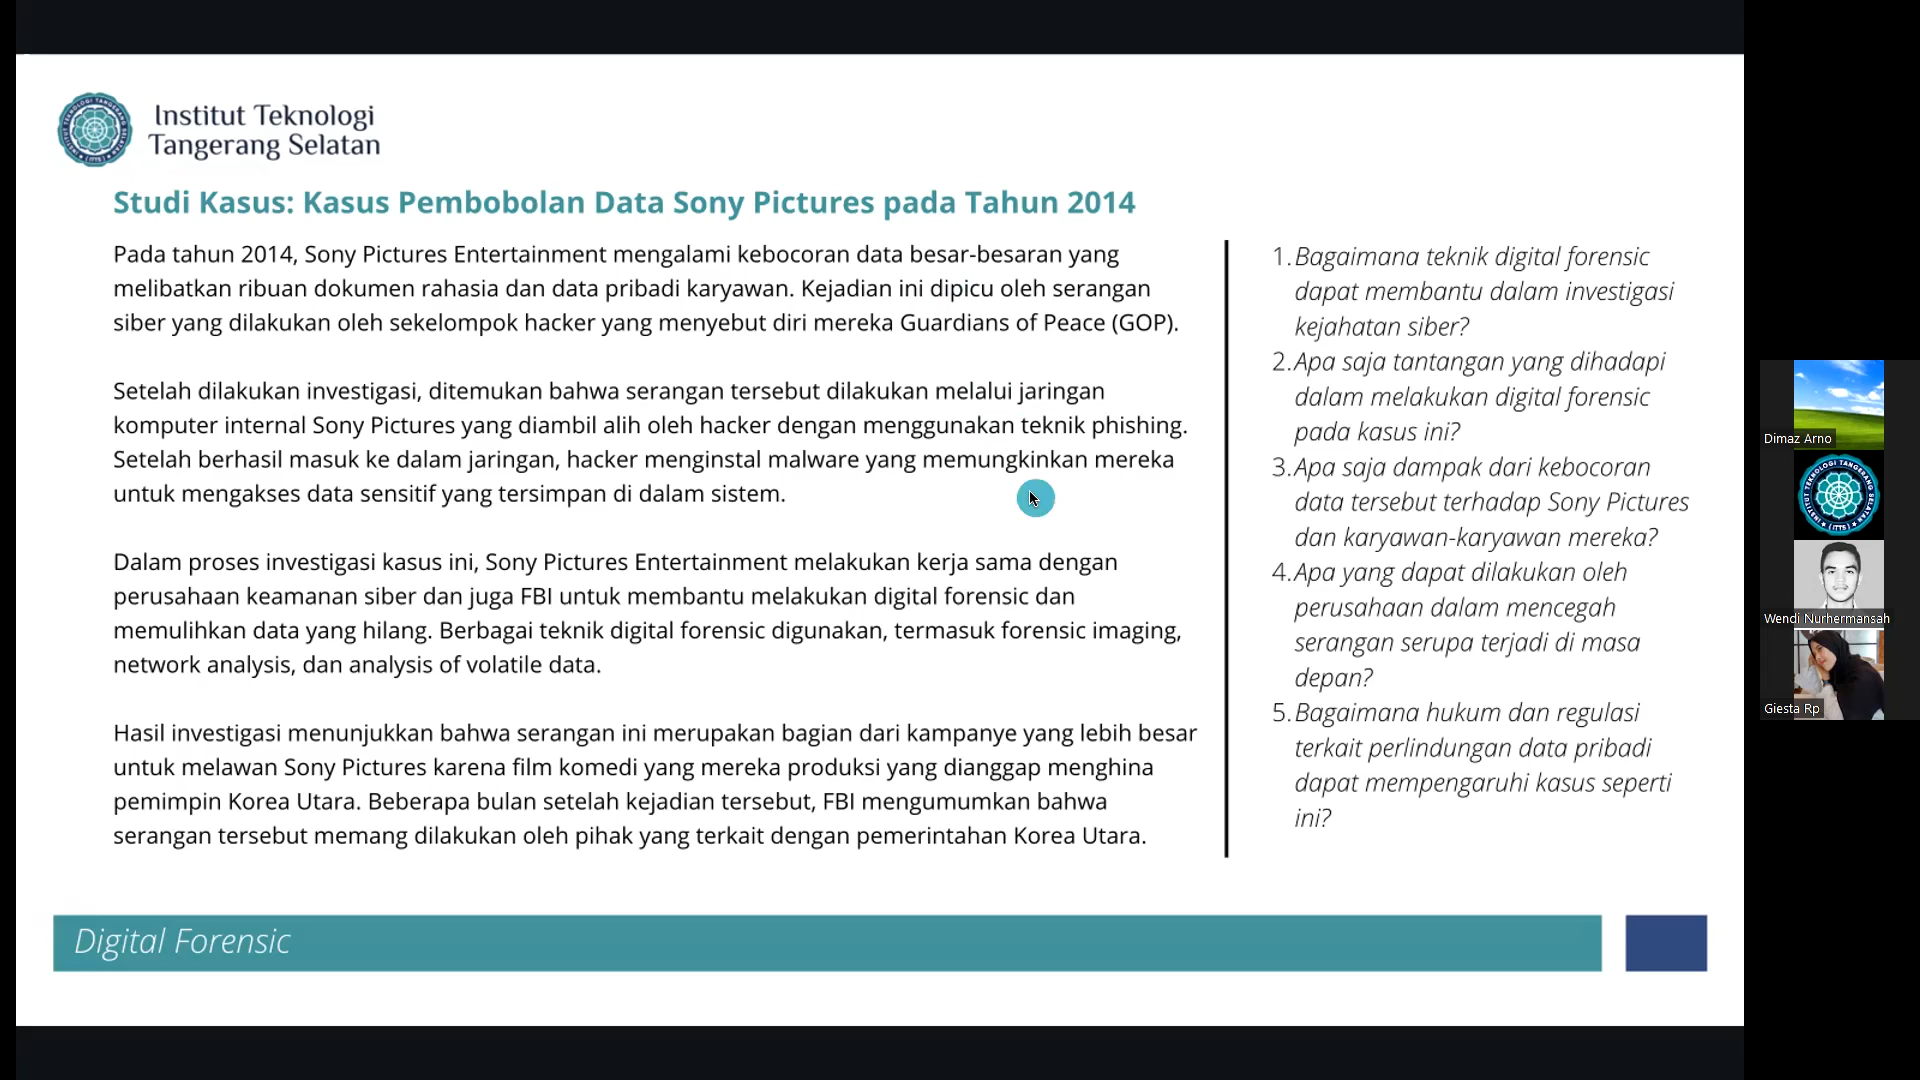 Institut Teknologi
Tangerang Selatan
Studi Kasus: Kasus Pembobolan Data Sony Pictures pada Tahun 2014
Pada tahun 2014, Sony Pictures Entertainment mengalami kebocoran data besar-besaran yang
melibatkan ribuan dokumen rahasia dan data pribadi karyawan. Kejadian ini dipicu oleh serangan
siber yang dilakukan oleh sekelompok hacker yang menyebut diri mereka Guardians of Peace (GOP).
Setelah dilakukan investigasi, ditemukan bahwa serangan tersebut dilakukan melalui jaringan
komputer internal Sony Pictures yang diambil alih oleh hacker dengan menggunakan teknik phishing.
Setelah berhasil masuk ke dalam jaringan, hacker menginstal malware yang memungkinkan mereka
untuk mengakses data sensitif yang tersimpan di dalam sistem.
Dalam proses investigasi kasus ini, Sony Pictures Entertainment melakukan kerja sama dengan
perusahaan keamanan siber dan juga FBI untuk membantu melakukan digital forensic dan
memulihkan data yang hilang. Berbagai teknik digital forensic digunakan, termasuk forensic imaging,
network analysis, dan analysis of volatile data.
Hasil investigasi menunjukkan bahwa serangan ini merupakan bagian dari kampanye yang lebih besar
untuk melawan Sony Pictures karena film komedi yang mereka produksi yang dianggap menghina
pemimpin Korea Utara. Beberapa bulan setelah kejadian tersebut, FBI mengumumkan bahwa
serangan tersebut memang dilakukan oleh pihak yang terkait dengan pemerintahan Korea Utara.
1. Bagaimana teknik digital forensic
dapat membantu dalam investigasi
kejahatan siber?
2. Apa saja tantangan yang dihadapi
dalam melakukan digital forensic
pada kasus ini?
3. Apa saja dampak dari kebocoran
data tersebut terhadap Sony Pictures
dan karyawan-karyawan mereka?
4. Apa yang dapat dilakukan oleh
perusahaan dalam mencegah
serangan serupa terjadi di masa
depan?
5. Bagaimana hukum dan regulasi
terkait perlindungan data pribadi
dapat mempengaruhi kasus seperti
ini?
Digital Forensic
Dimaz Arno
INSTITUT TEKNOLOGI TANGERANG SELATAN
(ITTS)
Wendi Nurhermansah
Giesta Rp